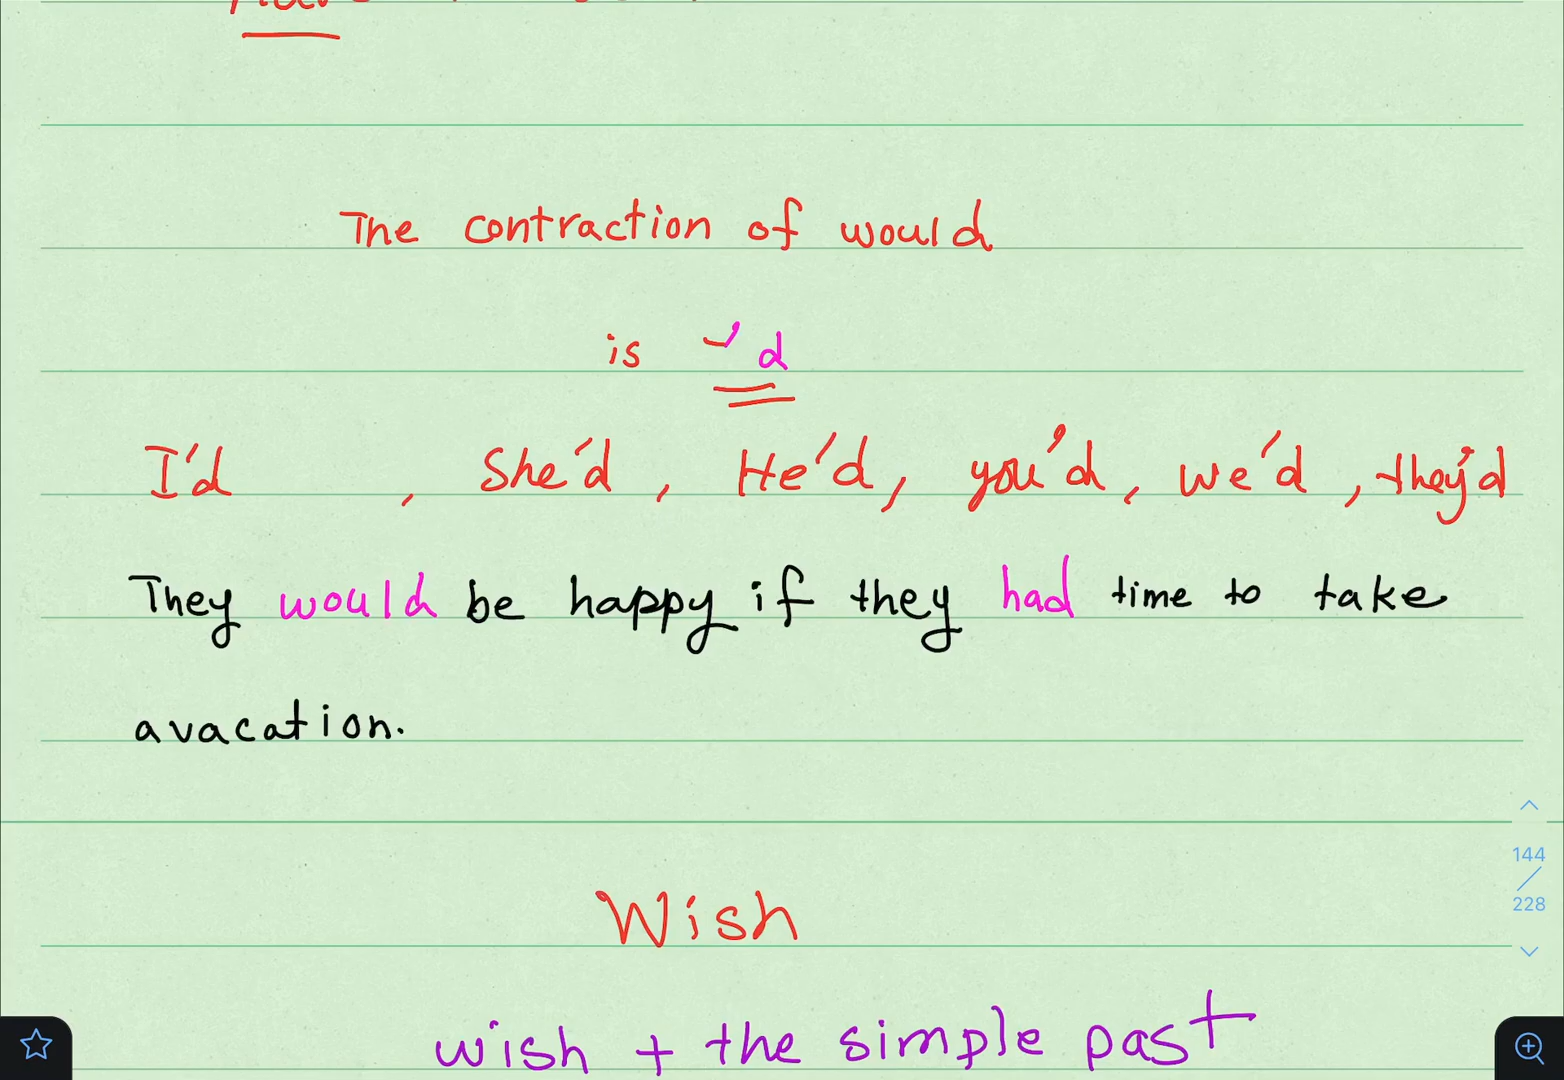 The contraction of would
is 'd
I'd , She'd , He'd, you'd, we'd, they'd
They would be happy if they had time to take
avacation.
Wish
wish + the simple past
144
228